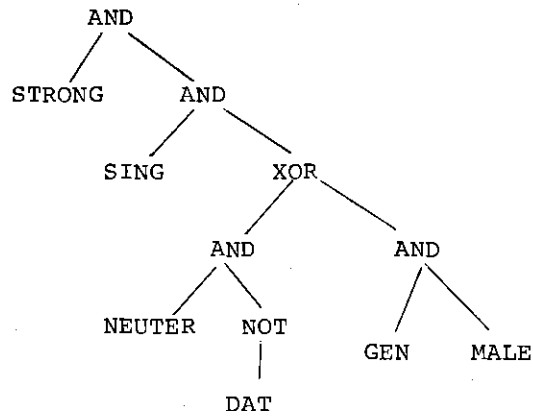 AND
STRONG AND
SING XOR
AND AND
NEUTER NOT GEN MALE
DAT